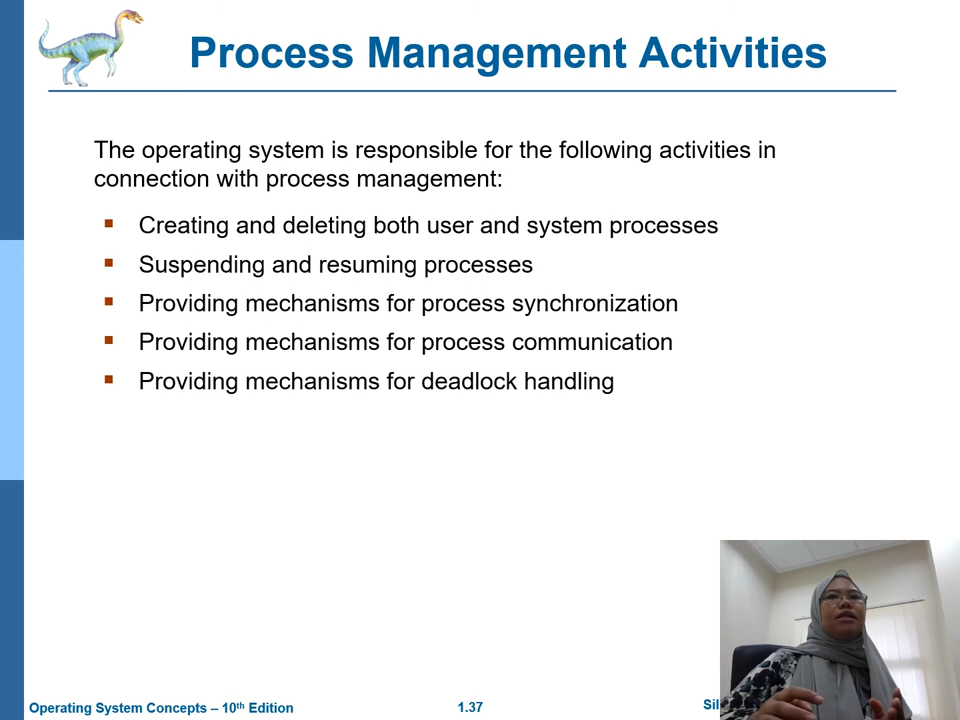 Process Management Activities
The operating system is responsible for the following activities in
connection with process management:
Creating and deleting both user and system processes
Suspending and resuming processes
Providing mechanisms for process synchronization
Providing mechanisms for process communication
Providing mechanisms for deadlock handling
Operating System Concepts – 10th Edition
1.37